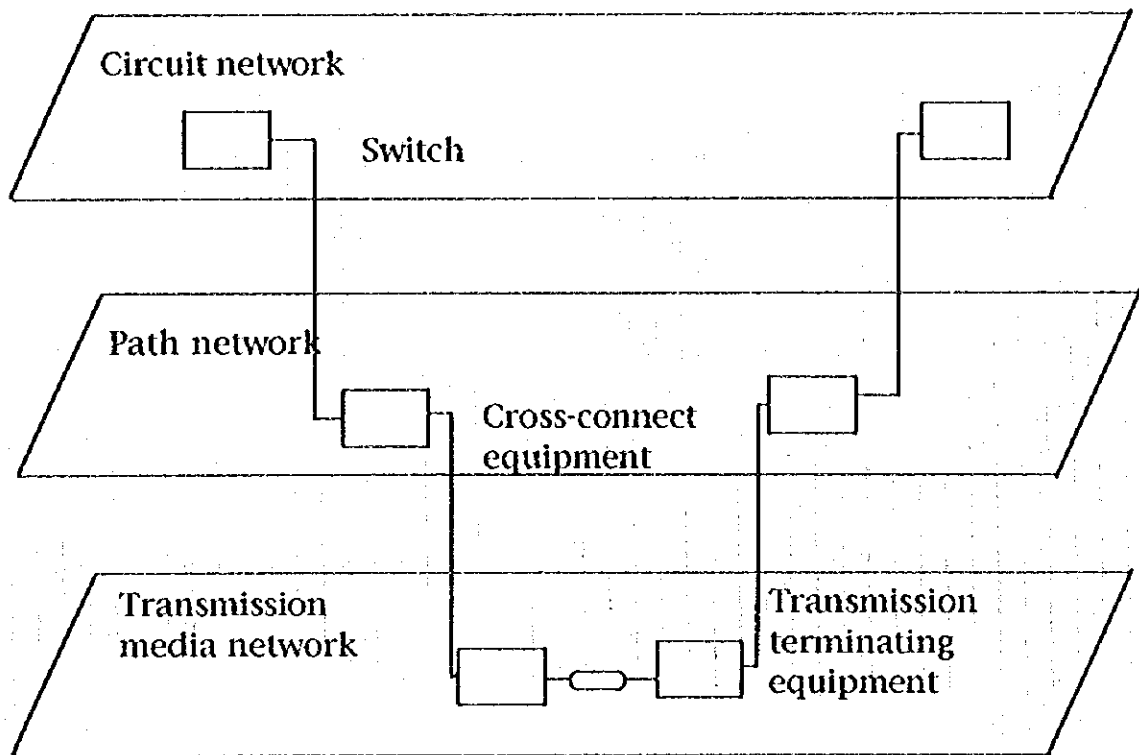 Circuit network
Switch
Path network
Cross-connect
equipment
Transmission
media network
Transmission
terminating
equipment